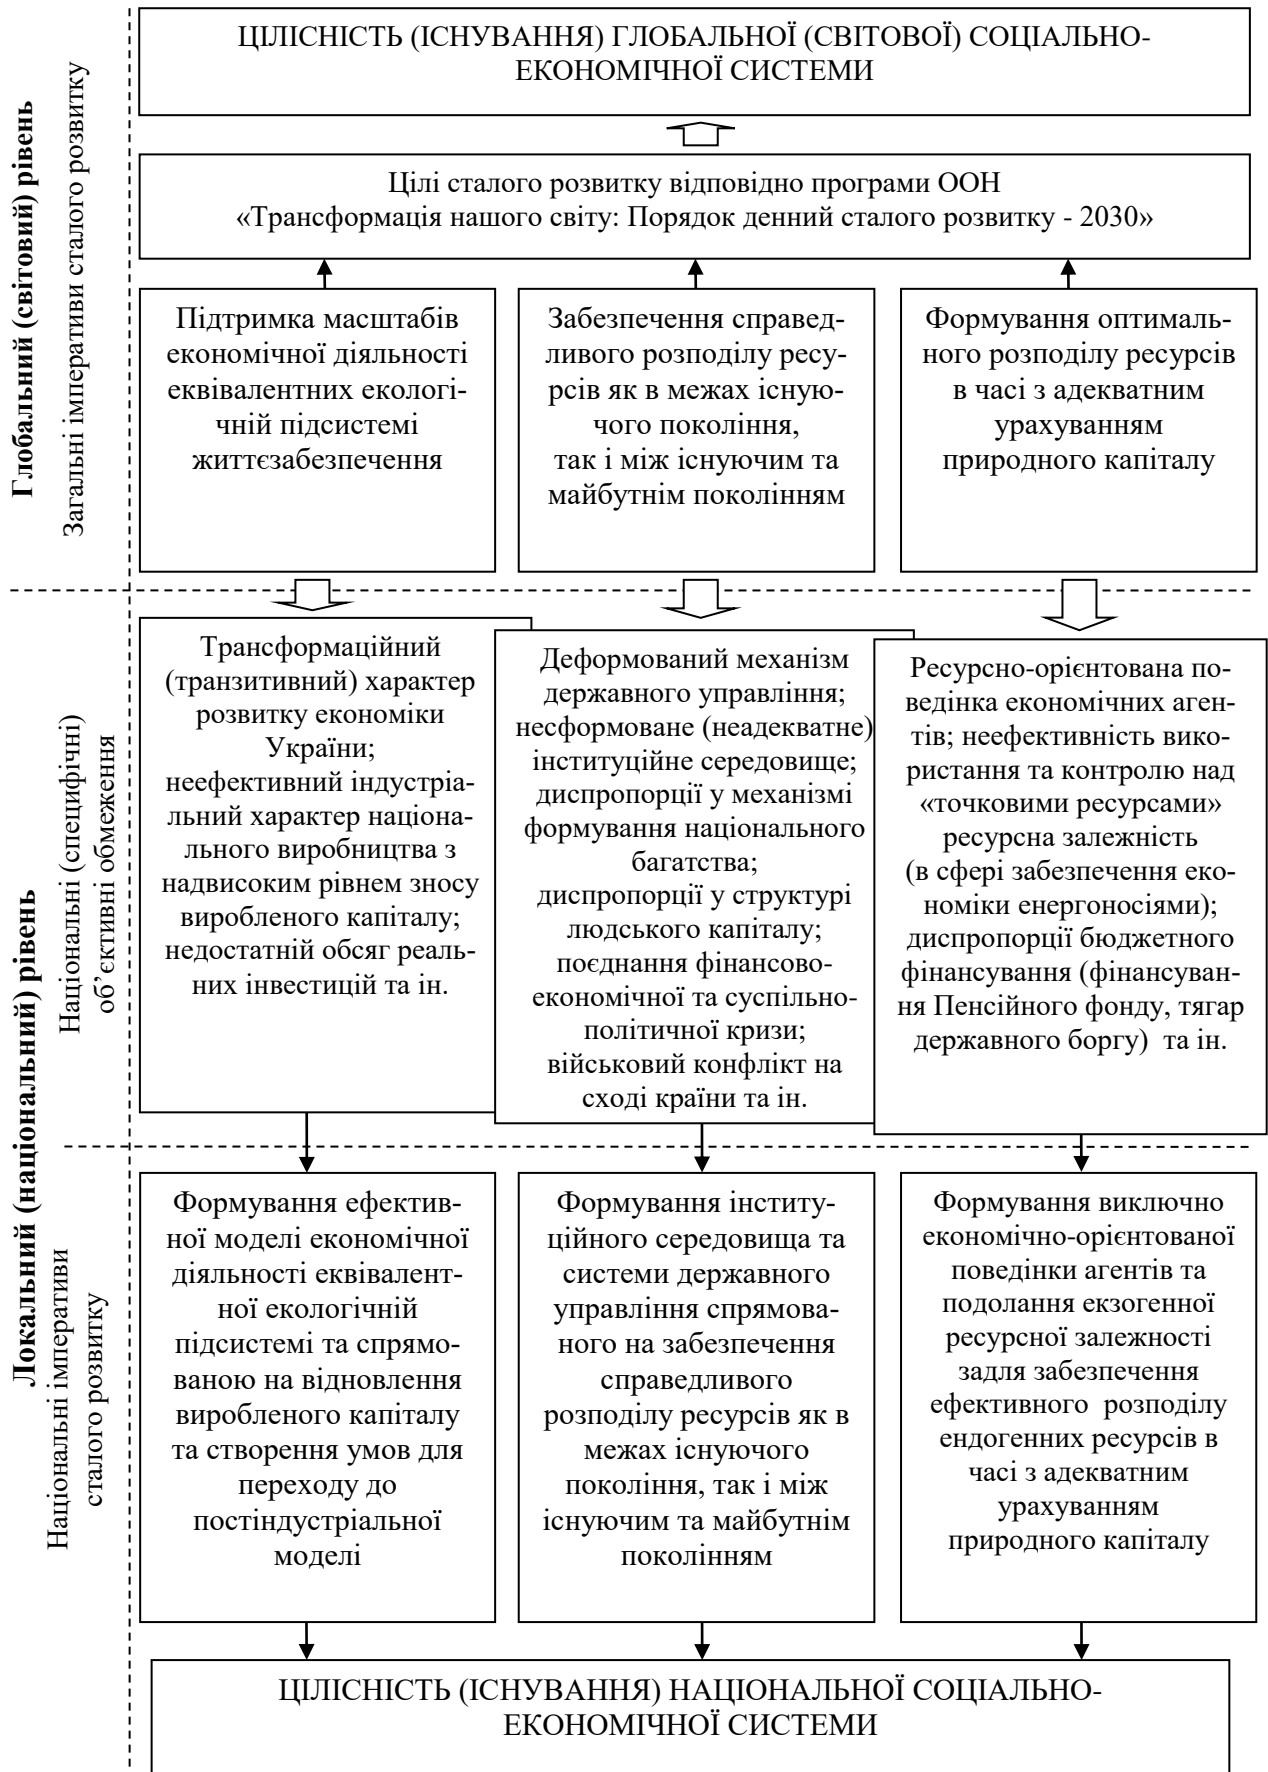 ЦІЛІСНІСТЬ (ІСНУВАННЯ) ГЛОБАЛЬНОЇ (СВІТОВОЇ) СОЦІАЛЬНО-
ЕКОНОМІЧНОЇ СИСТЕМИ
Глобальний (світовий) рівень
Загальні імперативи сталого розвитку
Цілі сталого розвитку відповідно програми ООН
«Трансформація нашого світу: Порядок денний сталого розвитку - 2030»
Підтримка масштабів
економічної діяльності
еквівалентних екологі-
чній підсистемі
життєзабезпечення
Забезпечення справед-
ливого розподілу ресу-
рсів як в межах існую-
чого покоління,
так і між існуючим та
майбутнім поколінням
Формування оптималь-
ного розподілу ресурсів
в часі з адекватним
урахуванням
природного капіталу
Локальний (національний) рівень
Національні (специфічні)
об’єктивні обмеження
Трансформаційний
(транзитивний) характер
розвитку економіки
України;
неефективний індустрі-
альний характер націона-
льного виробництва з
надвисоким рівнем зносу
виробленого капіталу;
недостатній обсяг реаль-
них інвестицій та ін.
Деформований механізм
державного управління;
несформоване (неадекватне)
інституційне середовище;
диспропорції у механізмі
формування національного
багатства;
диспропорції у структурі
людського капіталу;
поєднання фінансово-
економічної та суспільно-
політичної кризи;
військовий конфлікт на
сході країни та ін.
Ресурсно-орієнтована по-
ведінка економічних аген-
тів; неефективність вико-
ристання та контролю над
«точковими ресурсами»
ресурсна залежність
(в сфері забезпечення еко-
номіки енергоносіями);
диспропорції бюджетного
фінансування (фінансуван-
ня Пенсійного фонду, тягар
державного боргу) та ін.
Національні імперативи
сталого розвитку
Формування ефектив-
ної моделі економічної
діяльності еквівалент-
ної екологічній
підсистемі та спрямо-
ваною на відновлення
виробленого капіталу
та створення умов для
переходу до
постіндустріальної
моделі
Формування інститу-
ційного середовища та
системи державного
управління спрямова-
ного на забезпечення
справедливого
розподілу ресурсів як в
межах існуючого
покоління, так і між
існуючим та майбутнім
поколінням
Формування виключно
економічно-орієнтованої
поведінки агентів та
подолання екзогенної
ресурсної залежності
задля забезпечення
ефективного розподілу
ендогенних ресурсів в
часі з адекватним
урахуванням
природного капіталу
ЦІЛІСНІСТЬ (ІСНУВАННЯ) НАЦІОНАЛЬНОЇ СОЦІАЛЬНО-
ЕКОНОМІЧНОЇ СИСТЕМИ